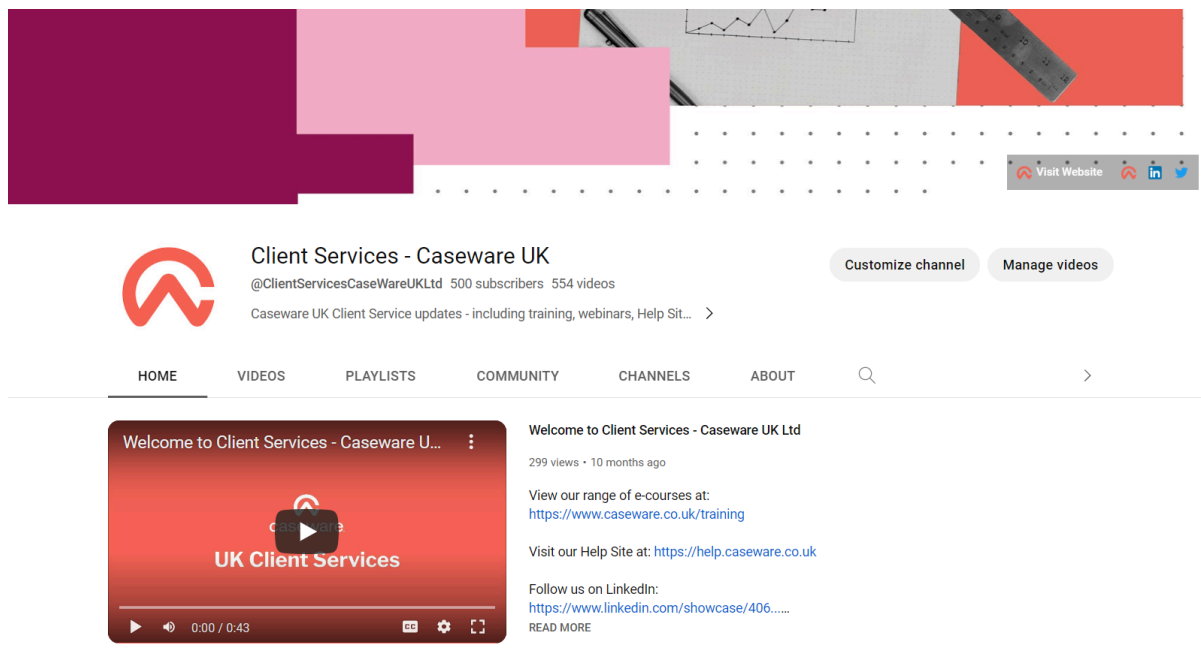 Visit Website
Client Services - Caseware UK
@ClientServicesCaseWareUKLtd 500 subscribers 554 videos
Caseware UK Client Service updates - including training, webinars, Help Sit...
Customize channel
Manage videos
HOME VIDEOS PLAYLISTS COMMUNITY CHANNELS ABOUT
Welcome to Client Services - Caseware U...
caseware
UK Client Services
0:00 / 0:43
CC
Welcome to Client Services - Caseware UK Ltd
299 views • 10 months ago
View our range of e-courses at:
https://www.caseware.co.uk/training
Visit our Help Site at: https://help.caseware.co.uk
Follow us on LinkedIn:
https://www.linkedin.com/showcase/406......
READ MORE